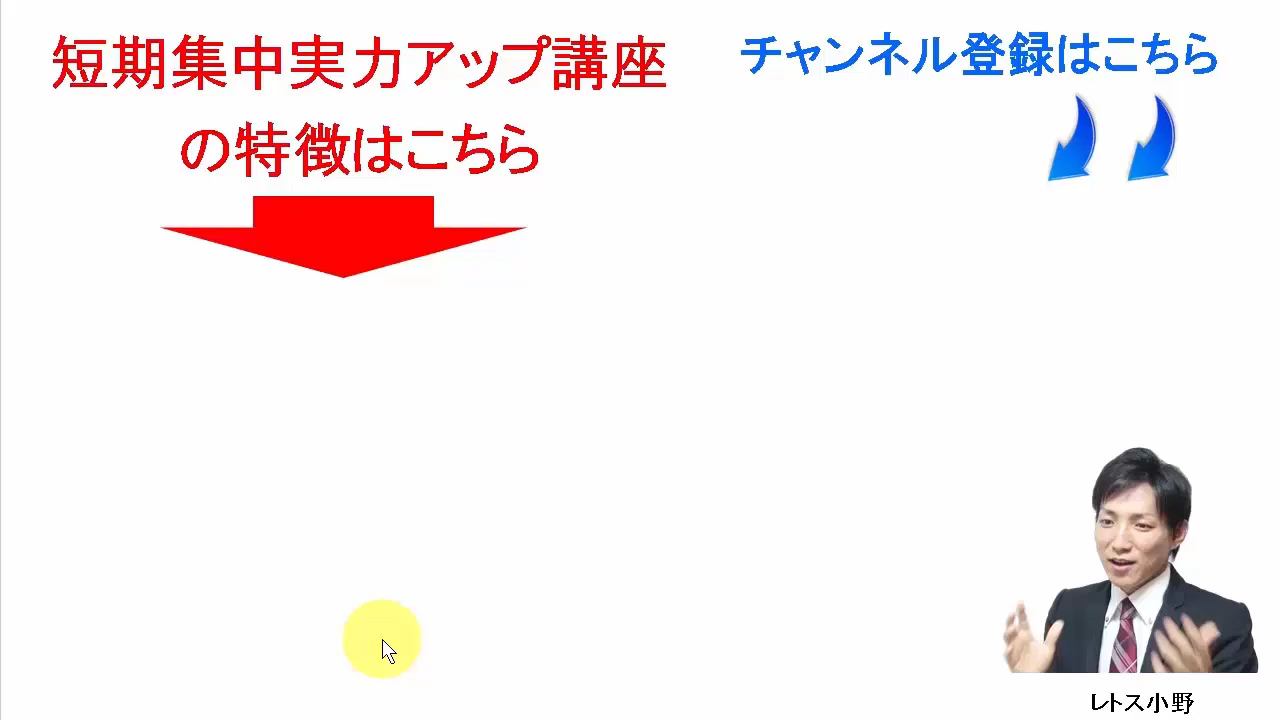 短期集中実力アップ講座
の特徴はこちら
チャンネル登録はこちら
レトス小野